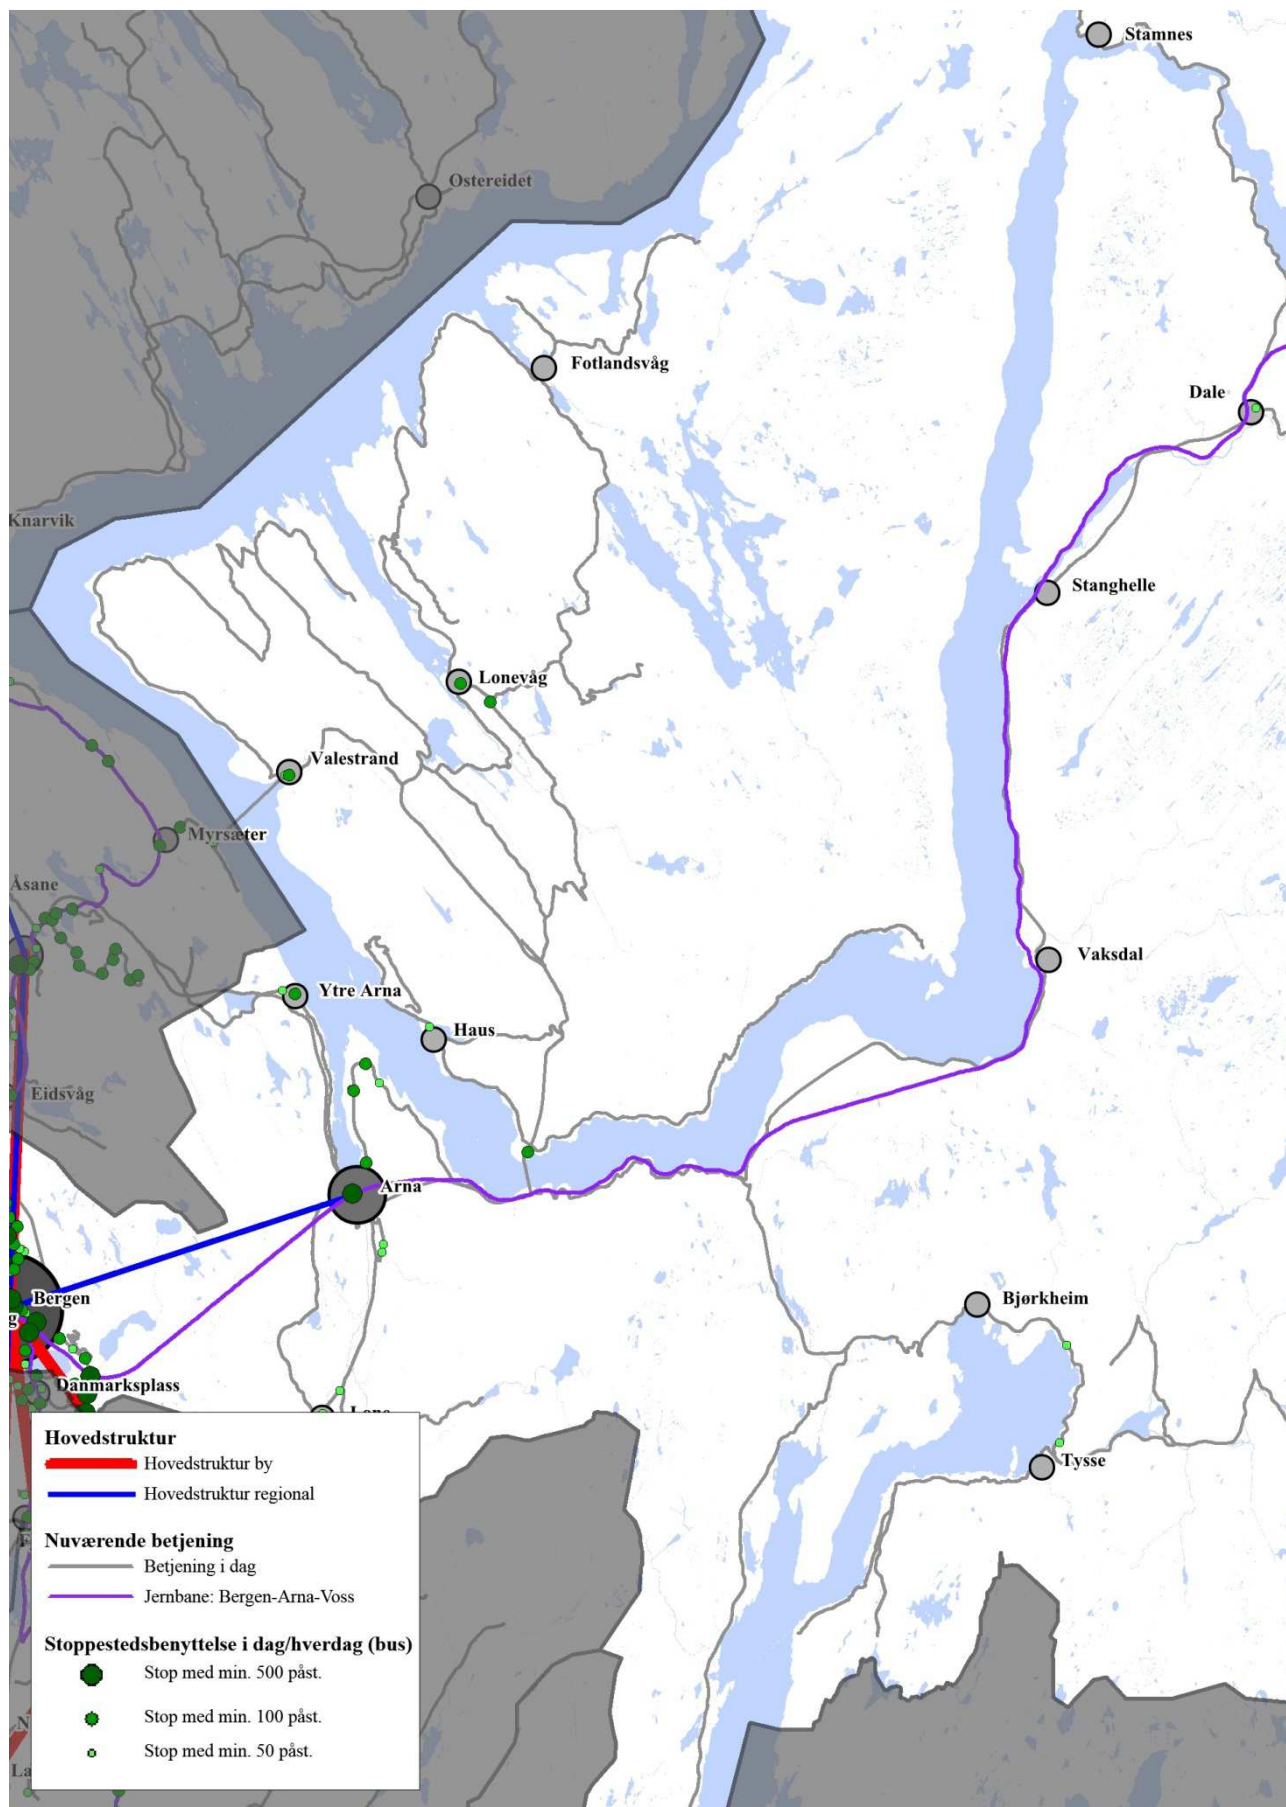 Stamnes
Ostereidet
Fotlandsvåg
Dale
Knarvik
Stanghelle
Lonevåg
Valestrand
Myrsæter
Åsane
Vaksdal
Ytre Arna
Haus
Eidsvåg
Arna
Bergen
g
Bjørkheim
Danmarksplass
Tysse
Hovedstruktur
Hovedstruktur by
Hovedstruktur regional
Nuværende betjening
Betjening i dag
Jernbane: Bergen-Arna-Voss
Stoppestedsbenyttelse i dag/hverdag (bus)
Stop med min. 500 påst.
Stop med min. 100 påst.
Stop med min. 50 påst.
N
La